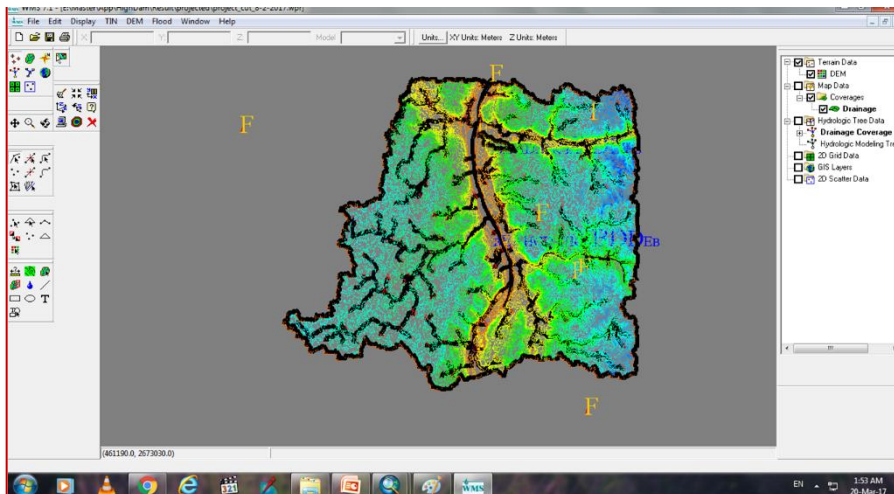 WMS 7.1 - [E:\Master\App\HighDam\Result\projected\project_cut_8-2-2017.wpr]
File Edit Display TIN DEM Flood Window Help
X: Y: Z: Model Units... XY Units: Meters Z Units: Meters
Terrain Data
DEM
Map Data
Coverages
Drainage
Hydrologic Tree Data
Drainage Coverage
Hydrologic Modeling Tre
2D Grid Data
GIS Layers
2D Scatter Data
F
F
F
F
(461190.0, 2673030.0)
321
WMS
EN
1:53 AM
20-Mar-17